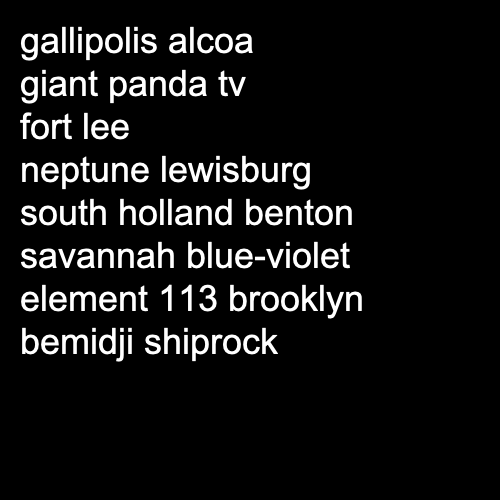 gallipolis alcoa
giant panda tv
fort lee
neptune lewisburg
south holland benton
savannah blue-violet
element 113 brooklyn
bemidji shiprock